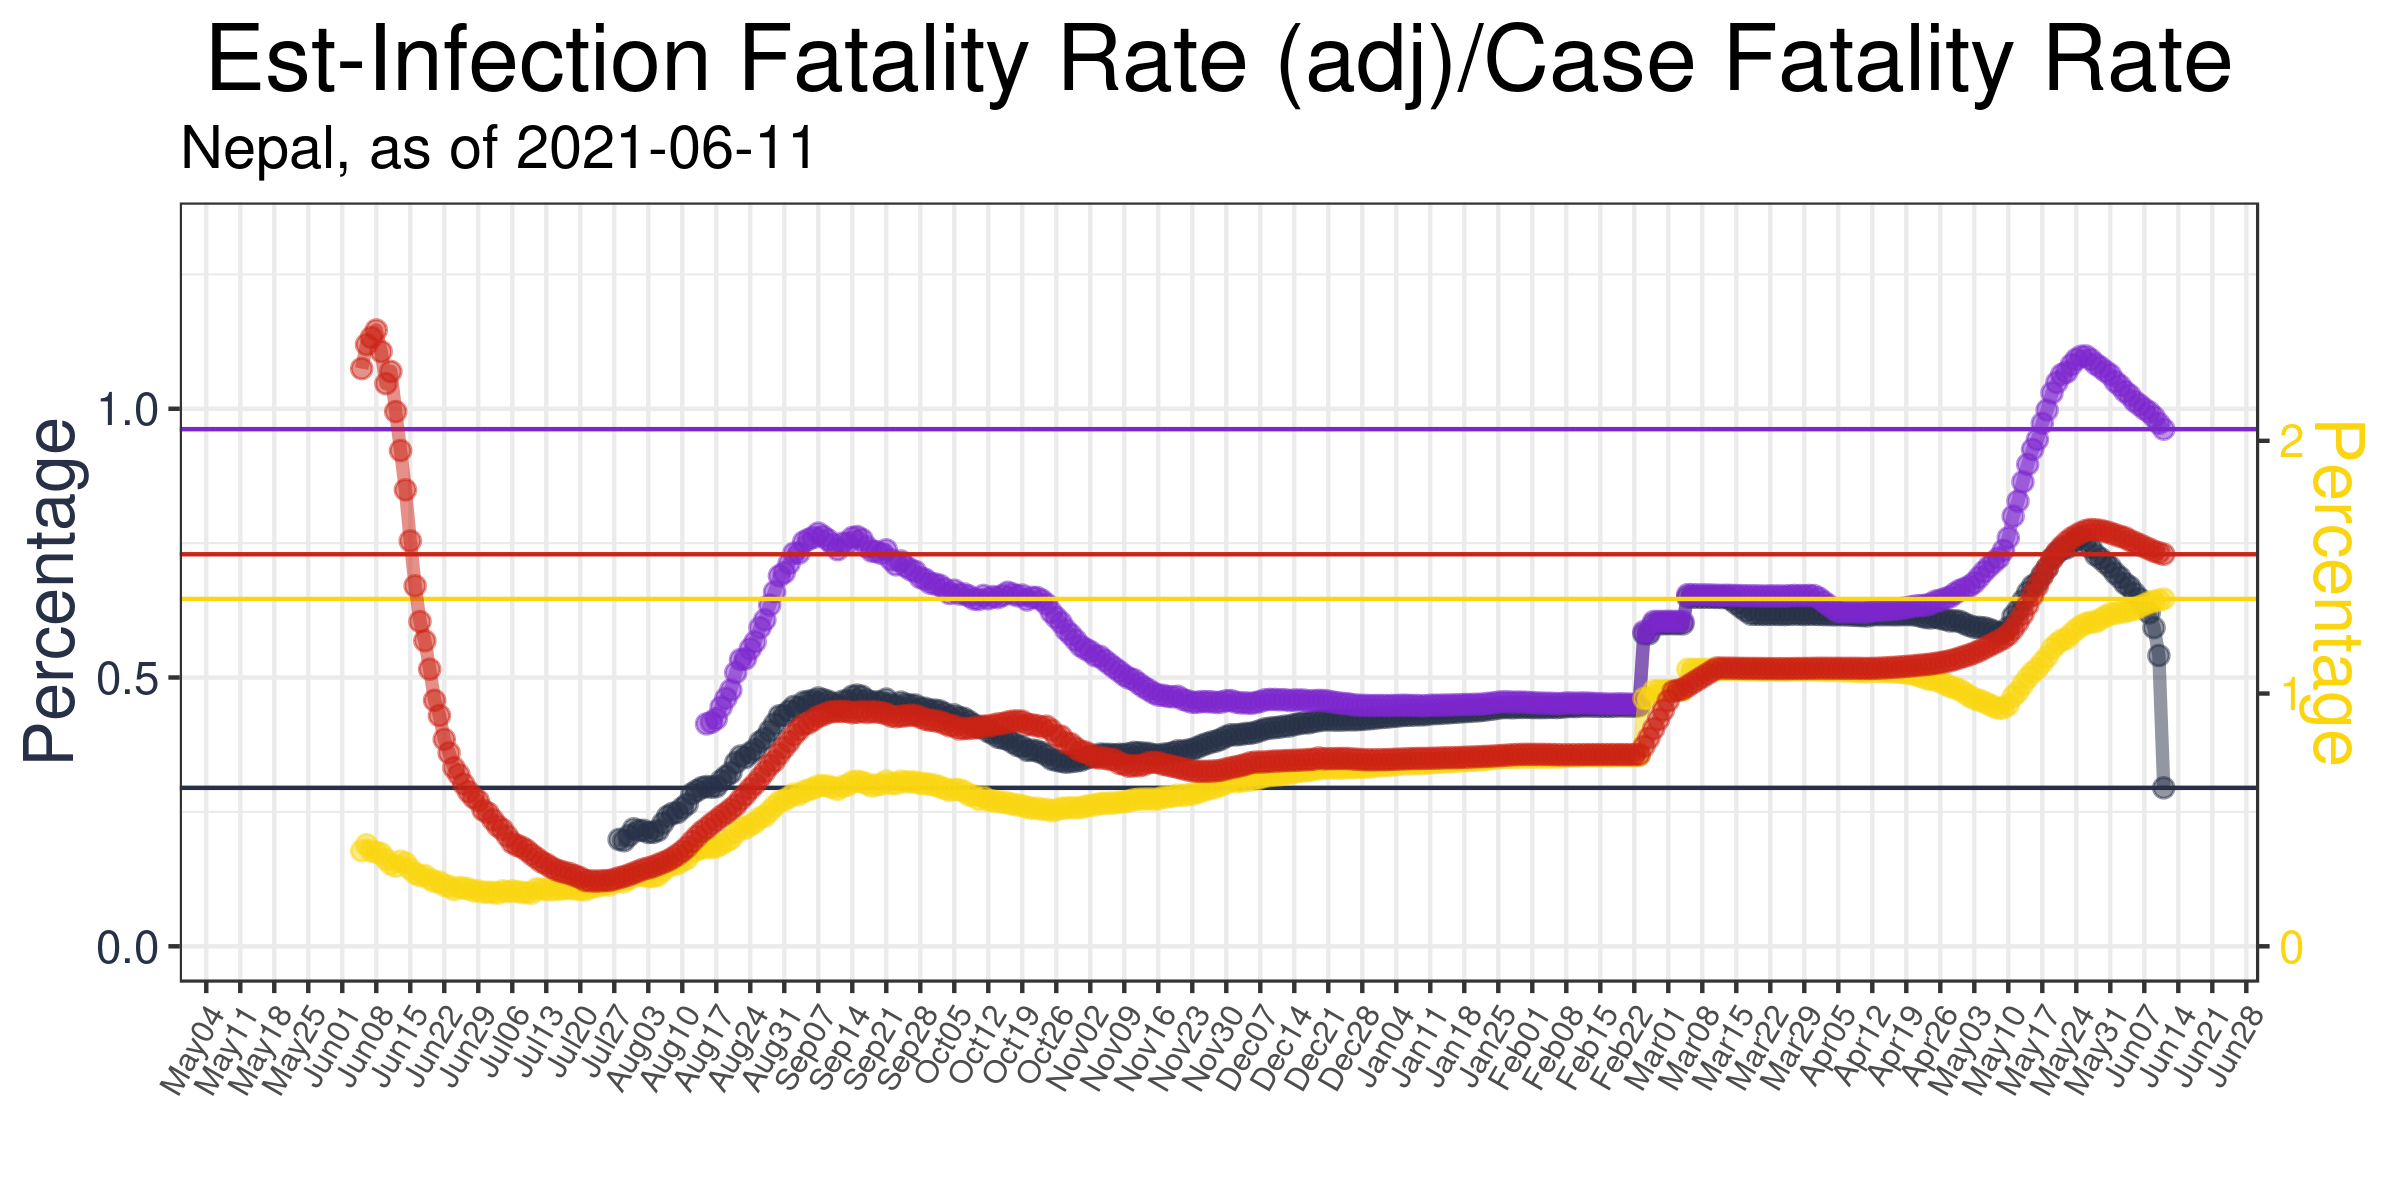 Est-Infection Fatality Rate (adj)/Case Fatality Rate
Nepal, as of 2021-06-11
Percentage
1.0
0.5
0.0
2
1
0
Percentage
May04
May11
May18
May25
Jun01
Jun08
Jun15
Jun22
Jun29
Jul06
Jul13
Jul20
Jul27
Aug03
Aug10
Aug17
Aug24
Aug31
Sep07
Sep14
Sep21
Sep28
Oct05
Oct12
Oct19
Oct26
Nov02
Nov09
Nov16
Nov23
Nov30
Dec07
Dec14
Dec21
Dec28
Jan04
Jan11
Jan18
Jan25
Feb01
Feb08
Feb15
Feb22
Mar01
Mar08
Mar15
Mar22
Mar29
Apr05
Apr12
Apr19
Apr26
May03
May10
May17
May24
May31
Jun07
Jun14
Jun21
Jun28